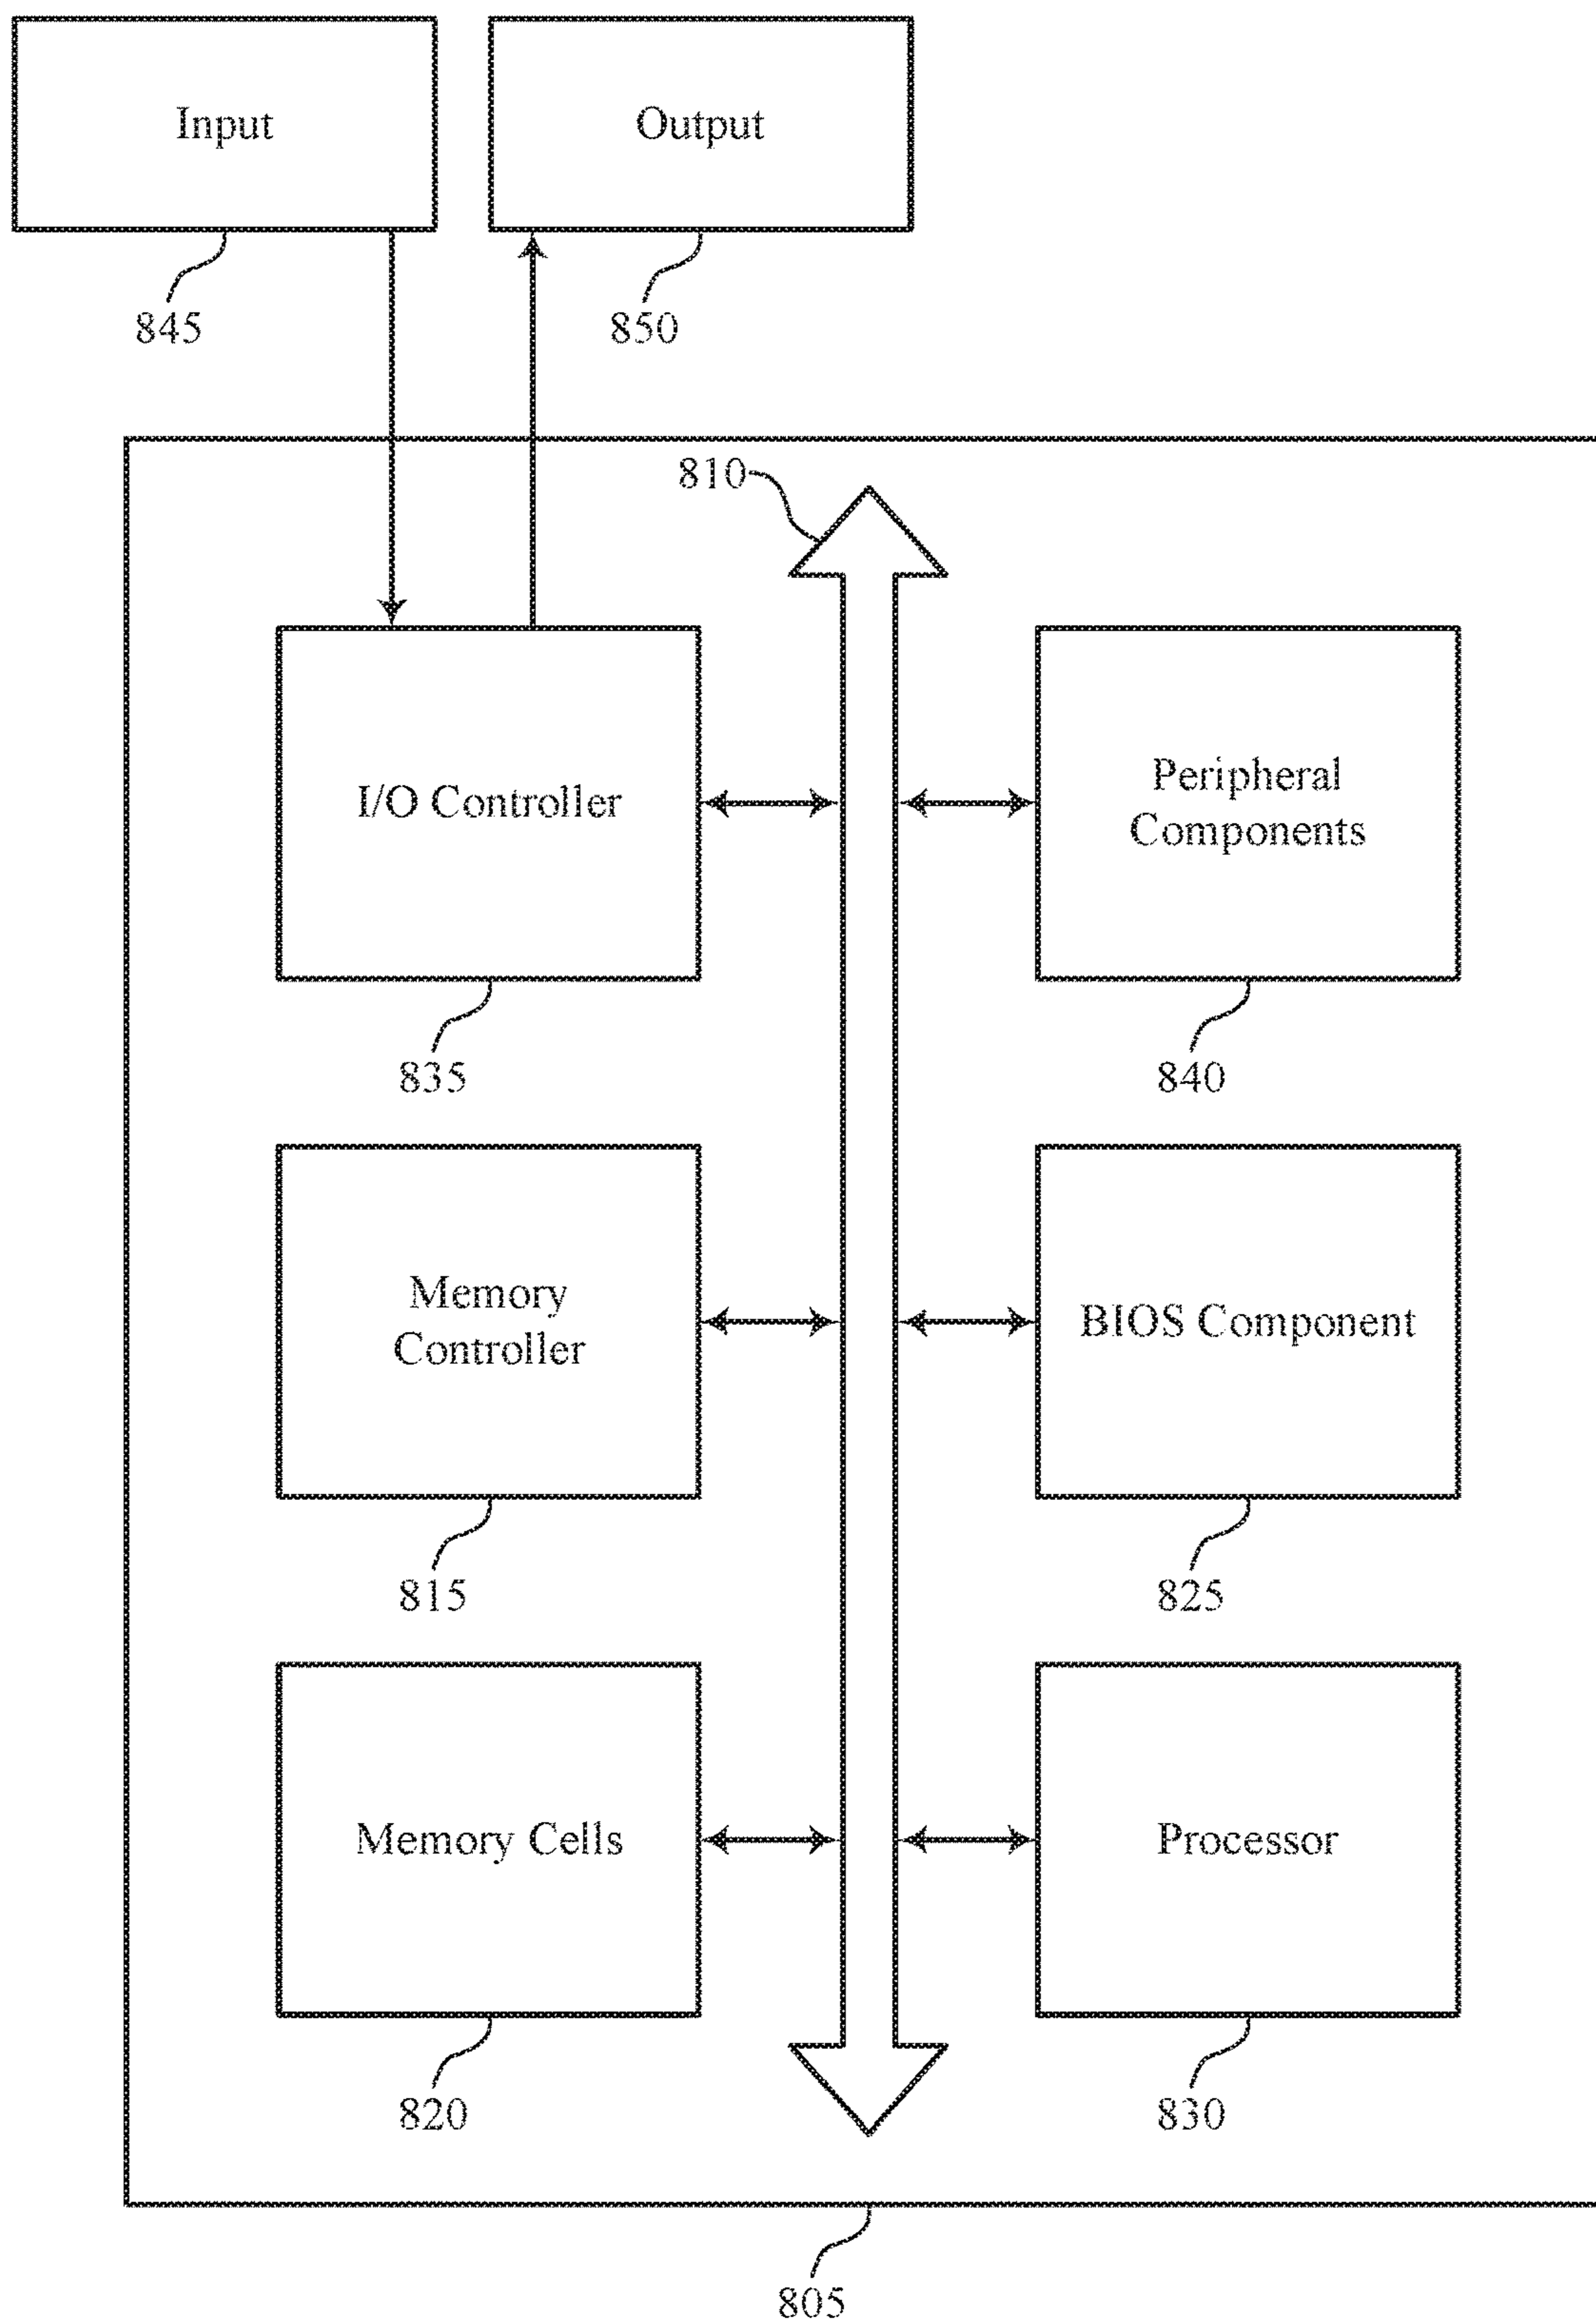 Input
Output
845
850
810
I/O Controller
Peripheral
Components
835
840
Memory
Controller
BIOS Component
815
825
Memory Cells
Processor
820
830
805